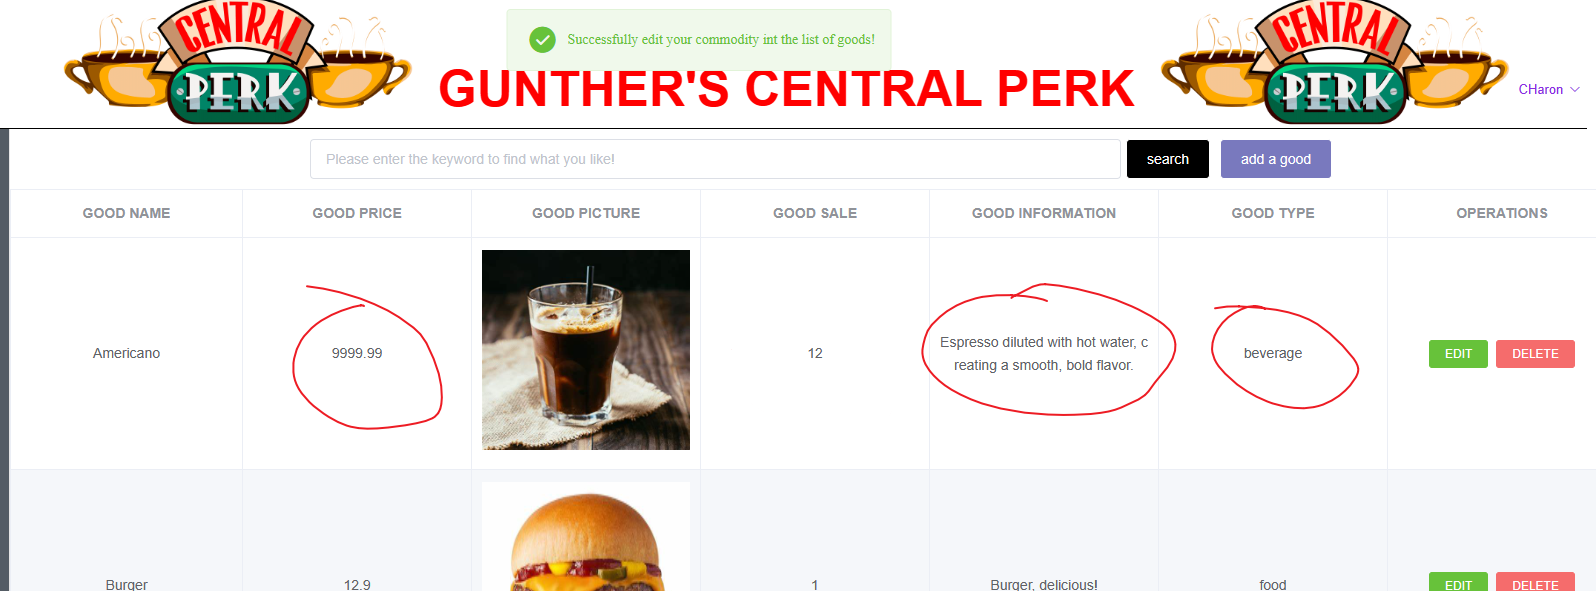 CENTRAL
PERK
Successfully edit your commodity int the list of goods!
GUNTHER'S CENTRAL PERK
CENTRAL
PERK
CHaron
Please enter the keyword to find what you like!
search
add a good
GOOD NAME
GOOD PRICE
GOOD PICTURE
GOOD SALE
GOOD INFORMATION
GOOD TYPE
OPERATIONS
Americano
9999.99
12
Espresso diluted with hot water, c
reating a smooth, bold flavor.
beverage
EDIT
DELETE
Burger
12.9
1
Burger, delicious!
food
EDIT
DELETE